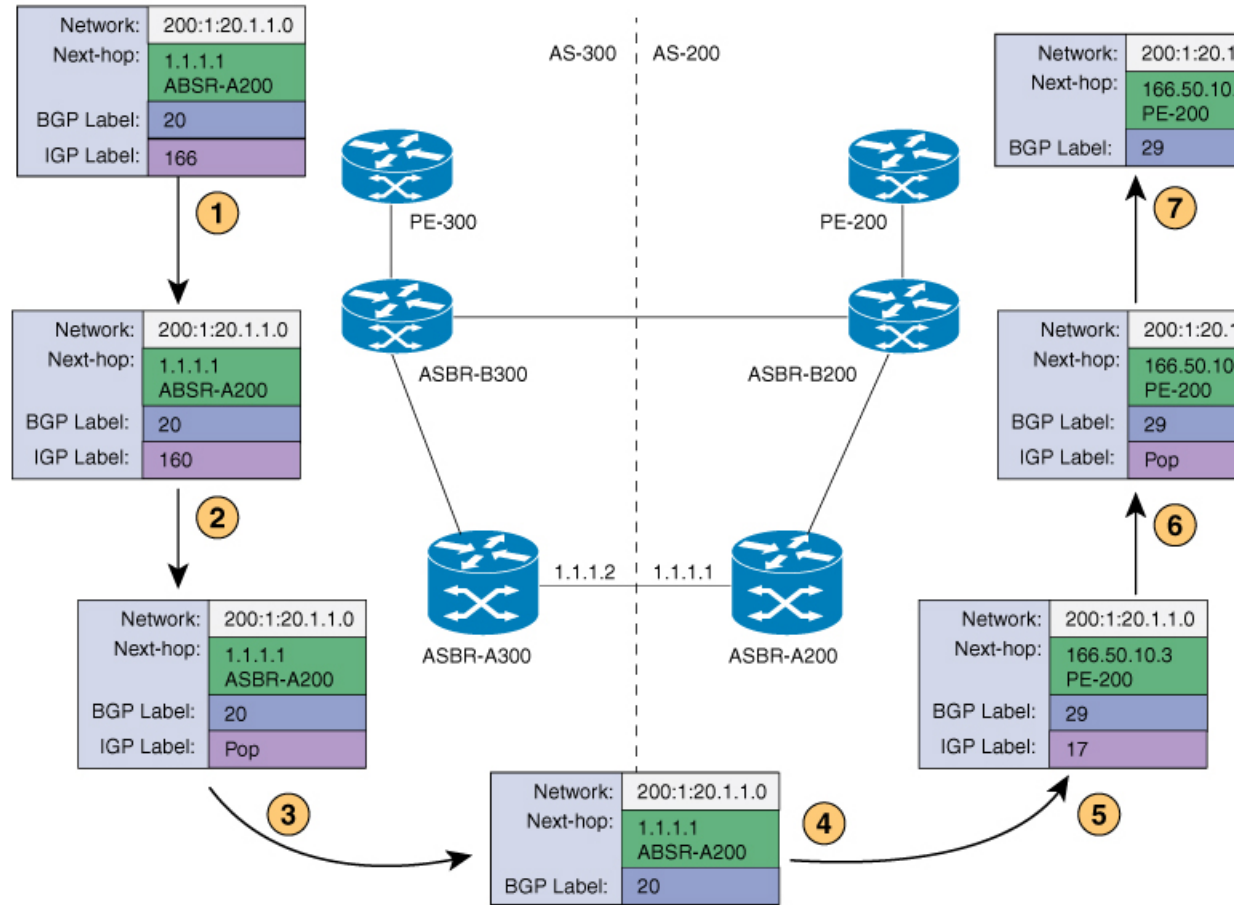 Network: 200:1:20.1.1.0
Next-hop: 1.1.1.1
ABSR-A200
BGP Label: 20
IGP Label: 166
1
Network: 200:1:20.1.1.0
Next-hop: 1.1.1.1
ABSR-A200
BGP Label: 20
IGP Label: 160
2
Network: 200:1:20.1.1.0
Next-hop: 1.1.1.1
ASBR-A200
BGP Label: 20
IGP Label: Pop
3
AS-300
AS-200
PE-300
PE-200
ASBR-B300
ASBR-B200
1.1.1.2
1.1.1.1
ASBR-A300
ASBR-A200
Network: 200:1:20.1.1.0
Next-hop: 1.1.1.1
ABSR-A200
BGP Label: 20
4
5
Network: 200:1:20.1.1.0
Next-hop: 166.50.10.3
PE-200
BGP Label: 29
IGP Label: 17
6
Network:
Next-hop:
PE-200
BGP Label: 29
IGP Label: Pop
7
Network:
Next-hop:
PE-200
BGP Label: 29